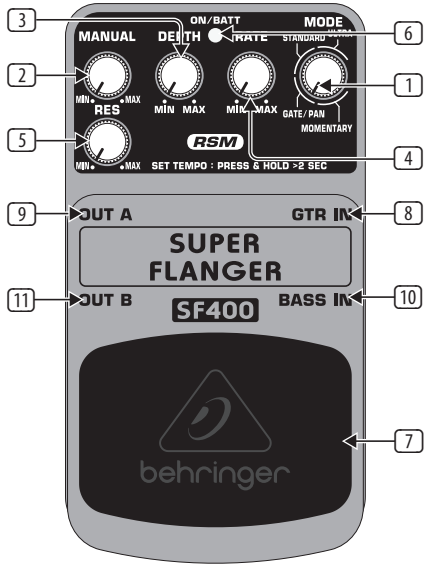 3
ON/BATT
MODE
6
MANUAL
DEPTH
RATE
STANDARD
ULTRA
2
1
MIN
MAX
MIN
MAX
MIN
MAX
GATE/PAN
MOMENTARY
RES
5
4
MIN
MAX
RSM
SET TEMPO : PRESS & HOLD >2 SEC
9
OUT A
GTR IN
8
SUPER
FLANGER
11
OUT B
SF400
BASS IN
10
7
behringer